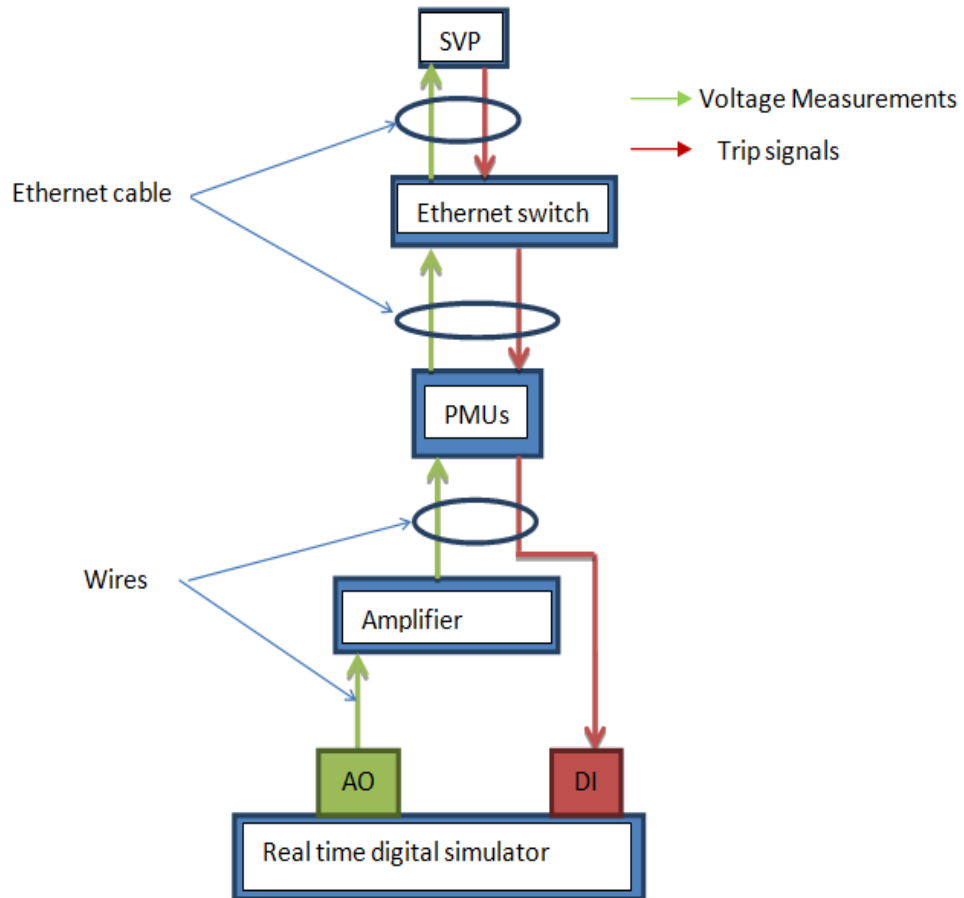 SVP
Voltage Measurements
Trip signals
Ethernet cable
Ethernet switch
PMUs
Wires
Amplifier
AO
DI
Real time digital simulator